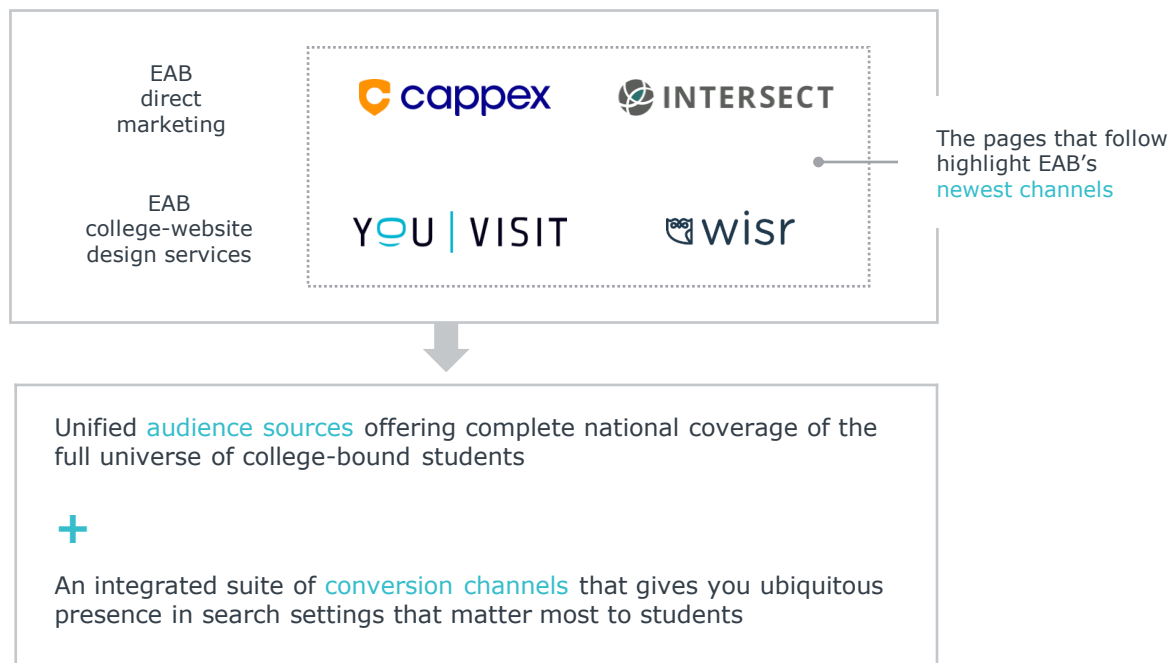 EAB
direct
marketing
cappex
INTERSECT
The pages that follow
highlight EAB’s
newest channels
EAB
college-website
design services
YOU | VISIT
wisr
Unified audience sources offering complete national coverage of the
full universe of college-bound students
+
An integrated suite of conversion channels that gives you ubiquitous
presence in search settings that matter most to students